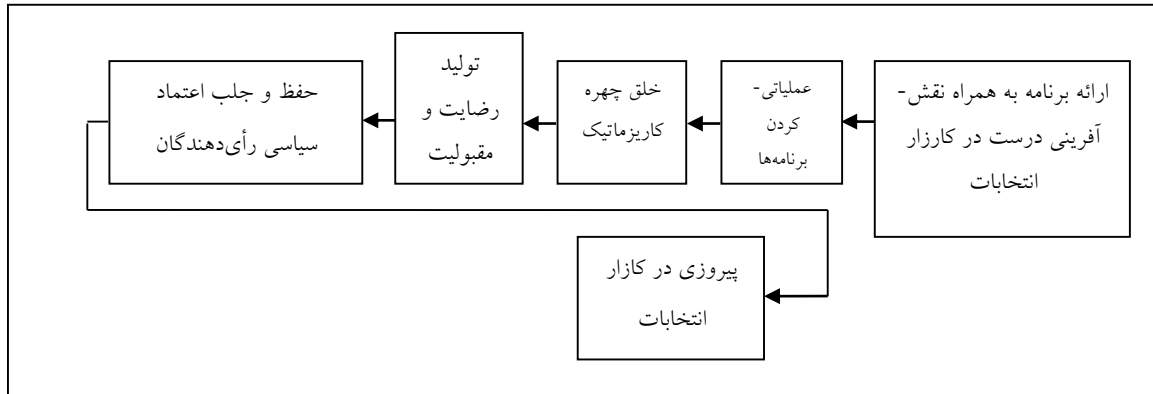 ارائه برنامه به همراه نقش-
آفرینی درست در کارزار
انتخابات
عملیاتی-
کردن
برنامه‌ها
خلق چهره
کاریزماتیک
تولید
رضایت و
مقبولیت
حفظ و جلب اعتماد
سیاسی رأی‌دهندگان
پیروزی در کازار
انتخابات